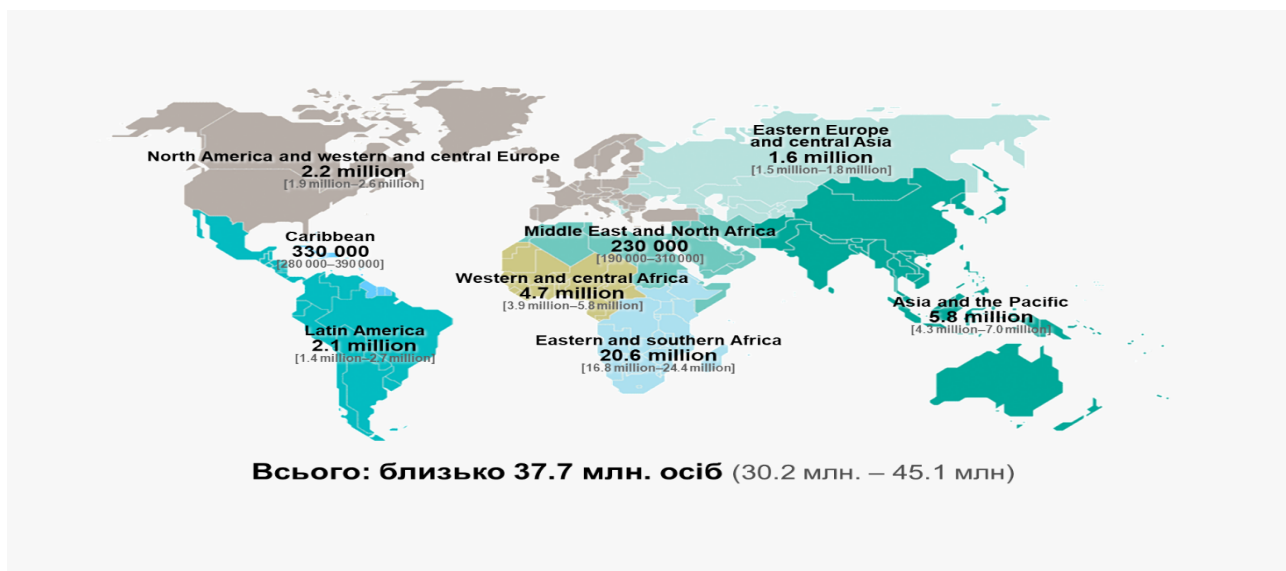 Eastern Europe
and central Asia
1.6 million
[1.5 million–1.8 million]
North America and western and central Europe
2.2 million
[1.9 million–2.6 million]
Middle East and North Africa
230 000
[190 000–310 000]
Caribbean
330 000
[280 000–390 000]
Western and central Africa
4.7 million
[3.9 million–5.8 million]
Asia and the Pacific
5.8 million
[4.3 million–7.0 million]
Latin America
2.1 million
[1.4 million–2.7 million]
Eastern and southern Africa
20.6 million
[16.8 million–24.4 million]
Всього: близько 37.7 млн. осіб (30.2 млн. – 45.1 млн)